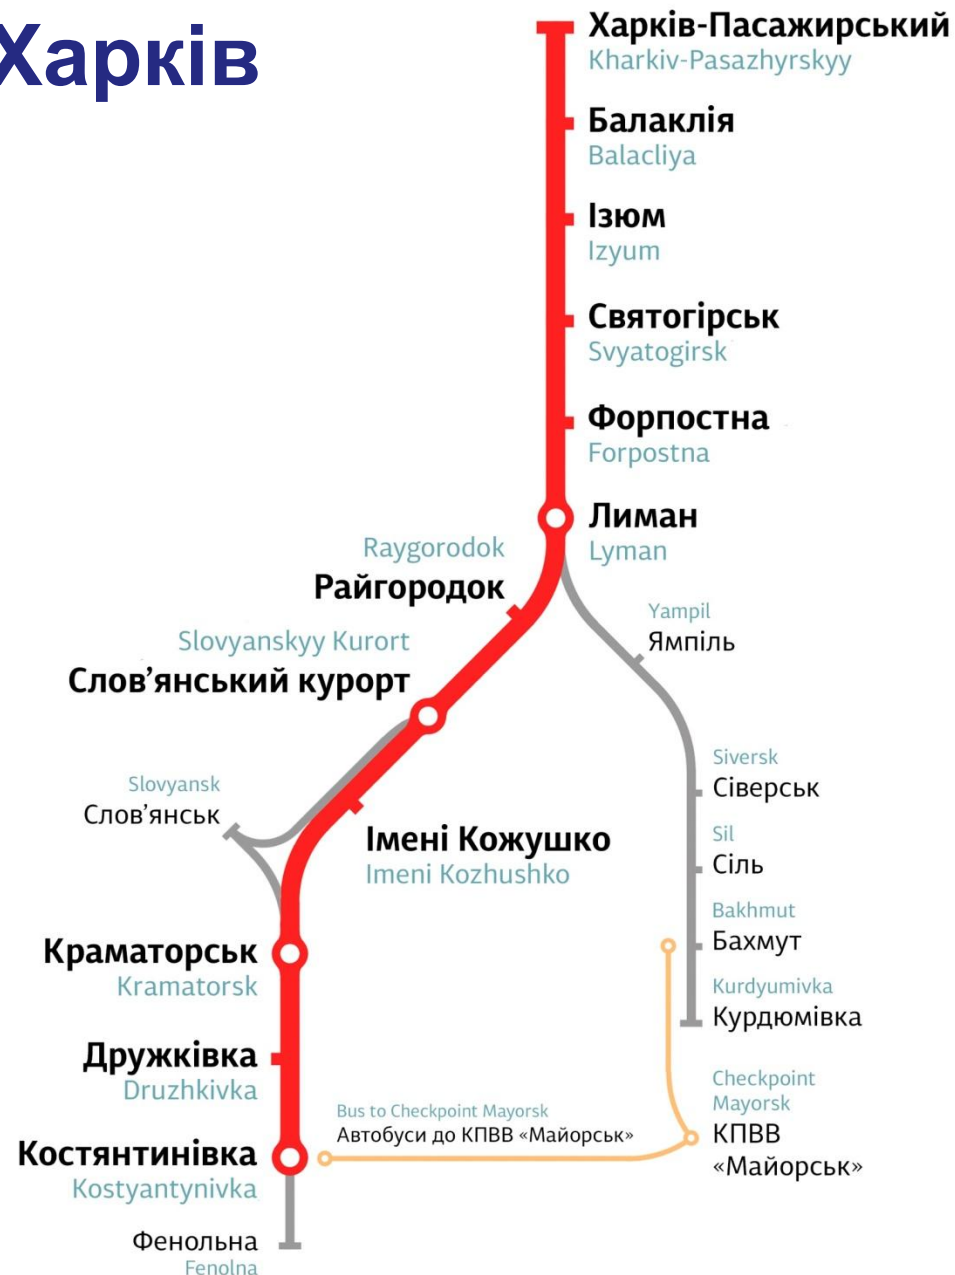 Харків
Харків-Пасажирський
Kharkiv-Pasazhyrskyy
Балаклія
Balacliya
Ізюм
Izyum
Святогірськ
Svyatogirsk
Форпостна
Forpostna
Лиман
Lyman
Raygorodok
Райгородок
Yampil
Ямпіль
Slovyanskyy Kurort
Слов’янський курорт
Siversk
Сіверськ
Slovyansk
Слов’янськ
Sil
Сіль
Імені Кожушко
Imeni Kozhushko
Bakhmut
Бахмут
Краматорськ
Kramatorsk
Kurdyumivka
Курдюмівка
Дружківка
Druzhkivka
Checkpoint
Mayorsk
КПВВ
«Майорськ»
Bus to Checkpoint Mayorsk
Автобуси до КПВВ «Майорськ»
Костянтинівка
Kostyantynivka
Фенольна
Fenolna